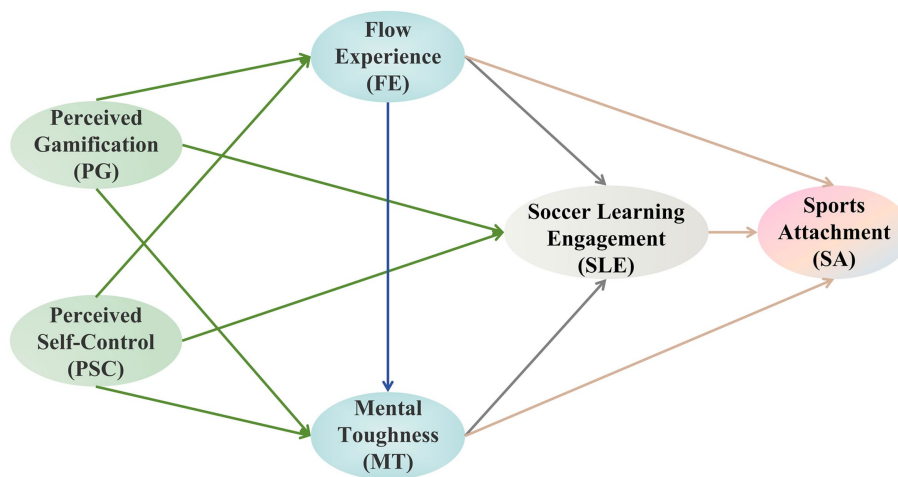 Flow
Experience
(FE)
Perceived
Gamification
(PG)
Soccer Learning
Engagement
(SLE)
Sports
Attachment
(SA)
Perceived
Self-Control
(PSC)
Mental
Toughness
(MT)